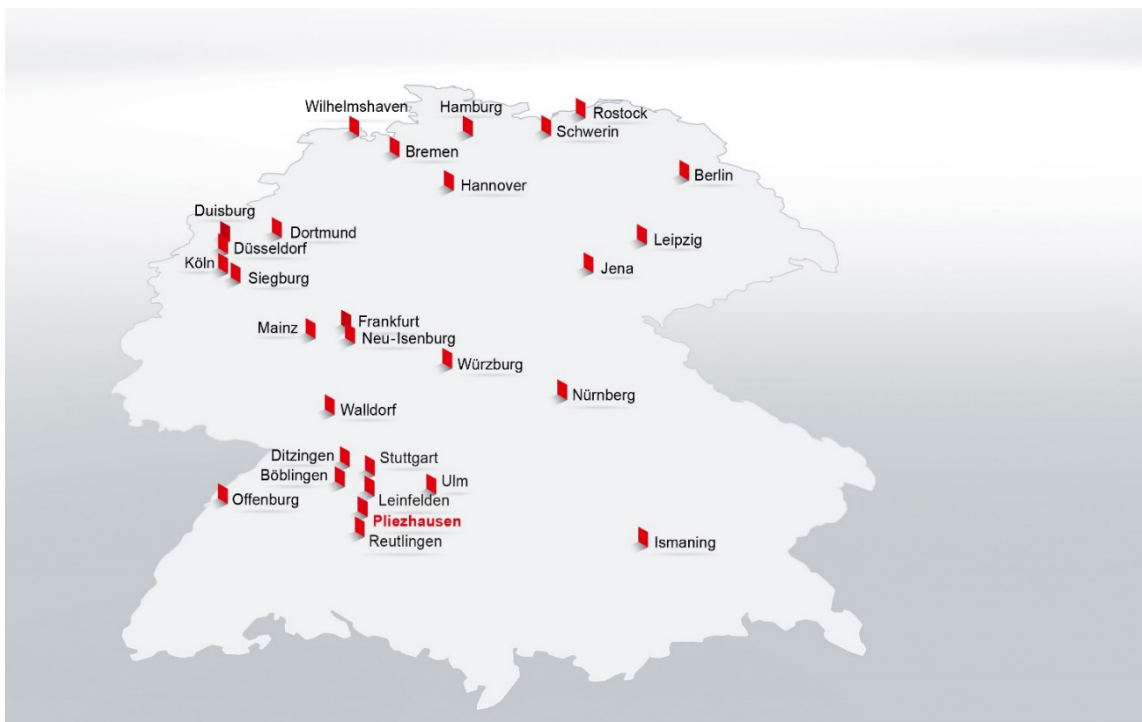 Wilhelmshaven
Hamburg
Rostock
Schwerin
Bremen
Berlin
Hannover
Duisburg
Dortmund
Leipzig
Düsseldorf
Köln
Jena
Siegburg
Frankfurt
Mainz
Neu-Isenburg
Würzburg
Nürnberg
Walldorf
Ditzingen
Stuttgart
Böblingen
Ulm
Offenburg
Leinfelden
Pliezhausen
Reutlingen
Ismaning